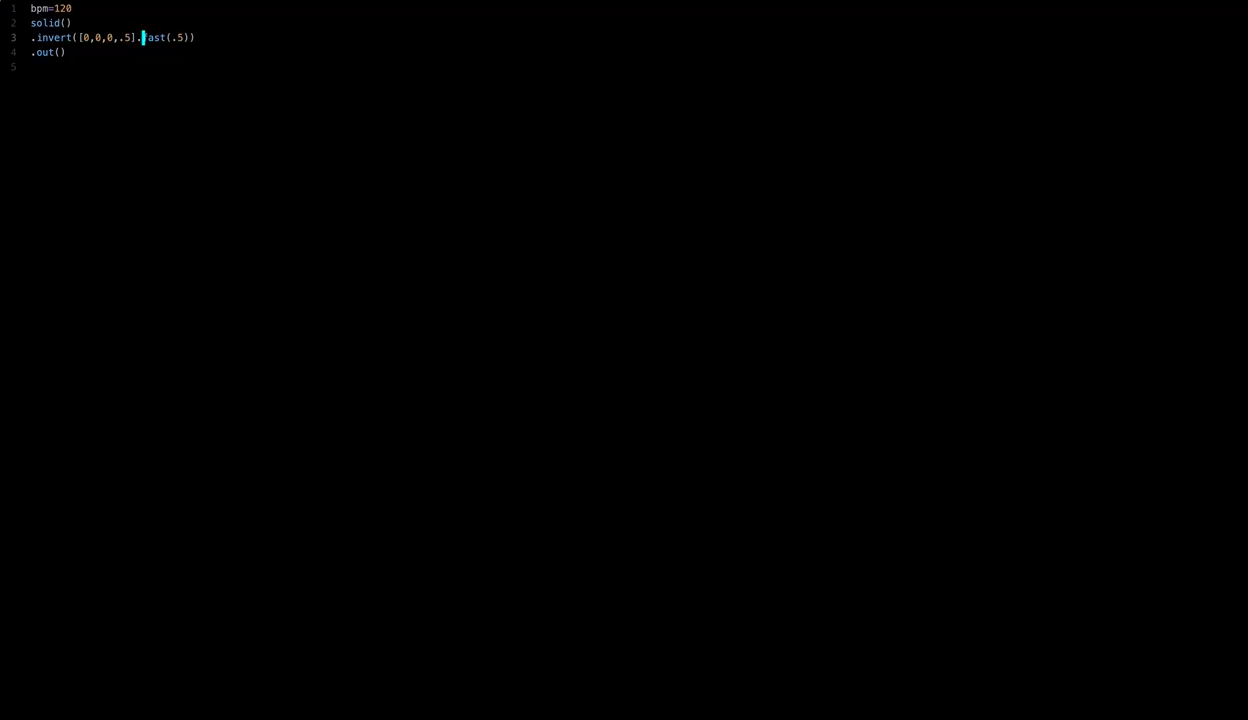 1 bpm=120
2 solid()
3 .invert([0,0,0,.5].fast(.5))
4 .out()
5